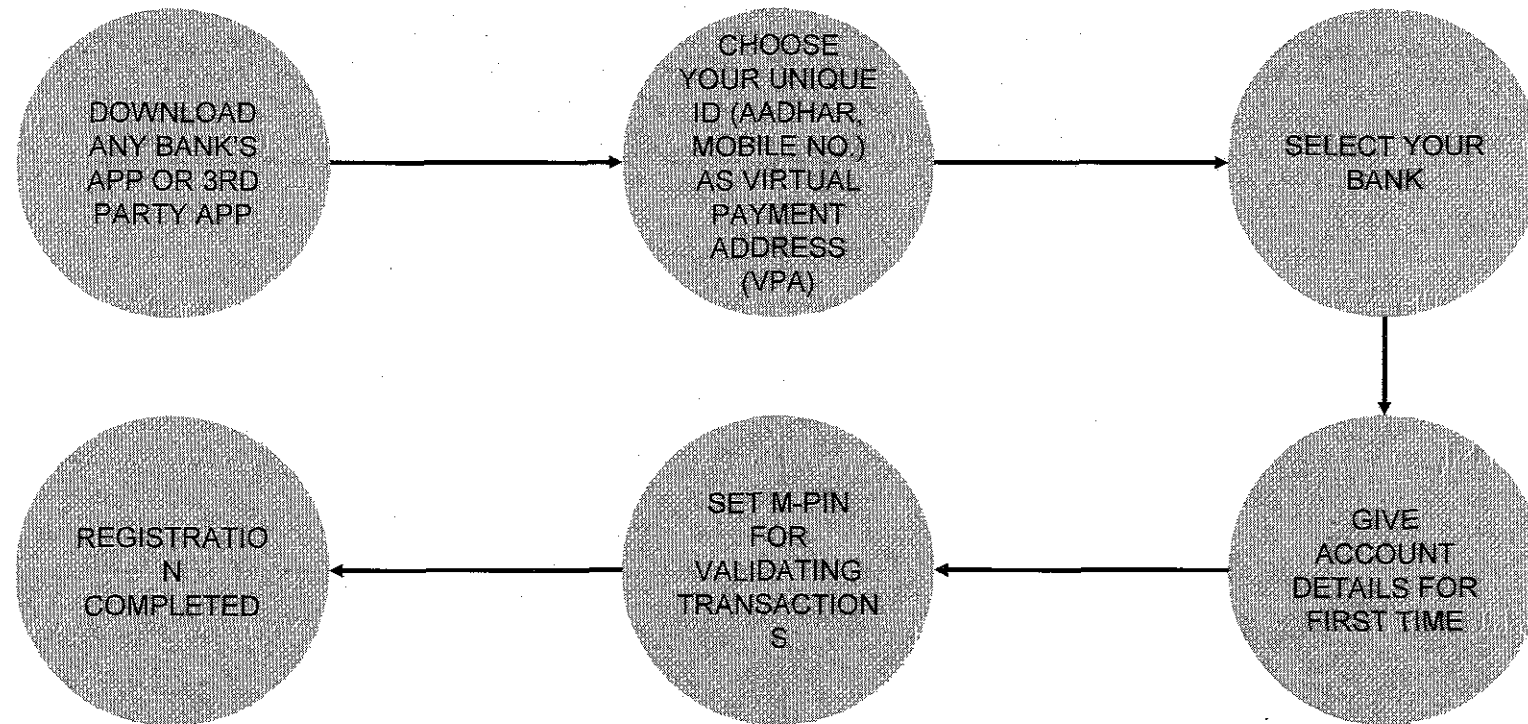 DOWNLOAD
ANY BANK'S
APP OR 3RD
PARTY APP
CHOOSE
YOUR UNIQUE
ID (AADHAR,
MOBILE NO.)
AS VIRTUAL
PAYMENT
ADDRESS
(VPA)
SELECT YOUR
BANK
GIVE
ACCOUNT
DETAILS FOR
FIRST TIME
SET M-PIN
FOR
VALIDATING
TRANSACTION
S
REGISTRATIO
N
COMPLETED